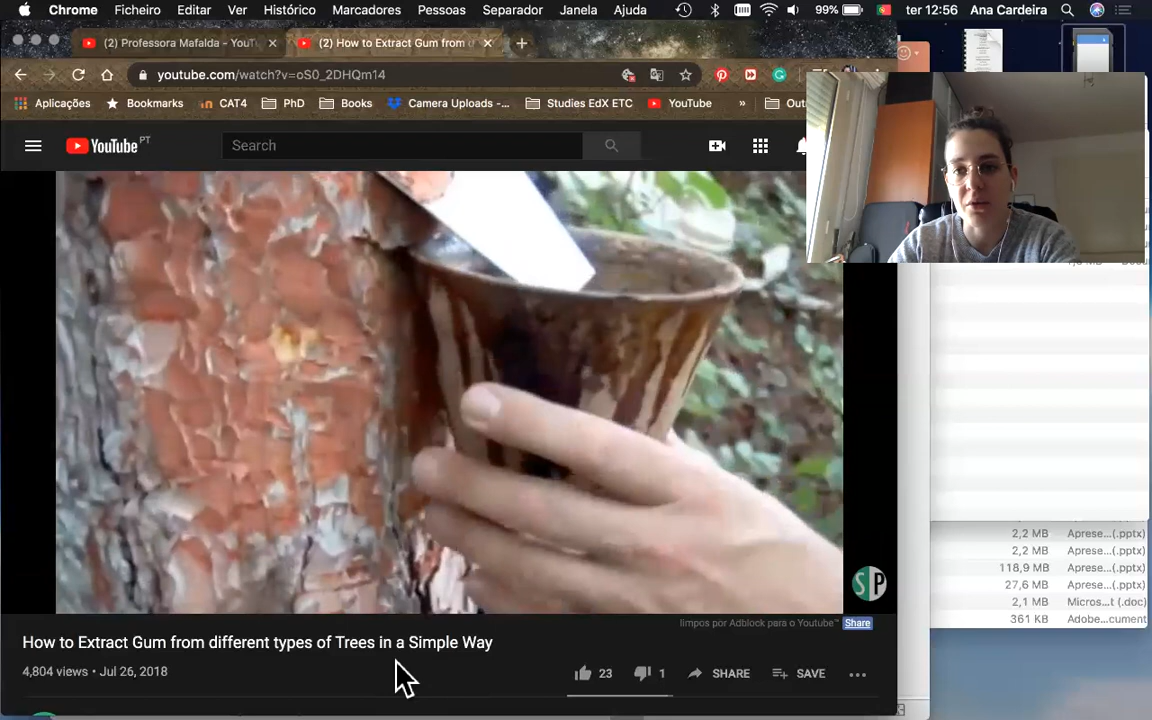 Chrome Ficheiro Editar Ver Histórico Marcadores Pessoas Separador Janela Ajuda 99% ter 12:56 Ana Cardeira
(2) Professora Mafalda - YouT
(2) How to Extract Gum from d
youtube.com/watch?v=oS0_2DHQm14
Aplicações Bookmarks CAT4 PhD Books Camera Uploads -... Studies EdX ETC YouTube » Out
YouTube PT Search
SP
2,2 MB Aprese...(.pptx)
2,2 MB Aprese...(.pptx)
118,9 MB Aprese...(.pptx)
27,6 MB Aprese...(.pptx)
2,1 MB Micros...t (.doc)
361 KB Adobe...cument
limpos por Adblock para o Youtube™ Share
How to Extract Gum from different types of Trees in a Simple Way
4,804 views • Jul 26, 2018
23 1 SHARE SAVE